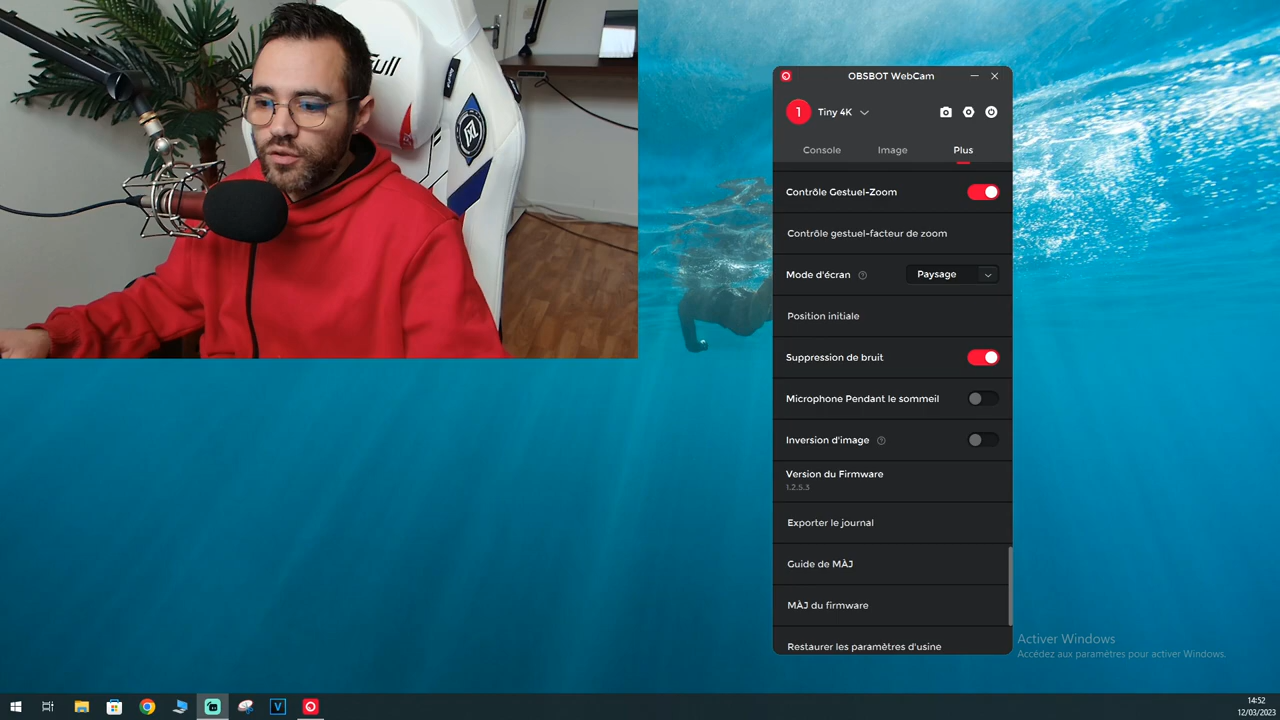 OBSBOT WebCam
1
Tiny 4K
Console
Image
Plus
Contrôle Gestuel-Zoom
Contrôle gestuel-facteur de zoom
Mode d'écran
Paysage
Position initiale
Suppression de bruit
Microphone Pendant le sommeil
Inversion d'image
Version du Firmware
1.2.5.3
Exporter le journal
Guide de MÀJ
MÀJ du firmware
Restaurer les paramètres d'usine
Activer Windows
Accédez aux paramètres pour activer Windows.
V
14:52
12/03/2023